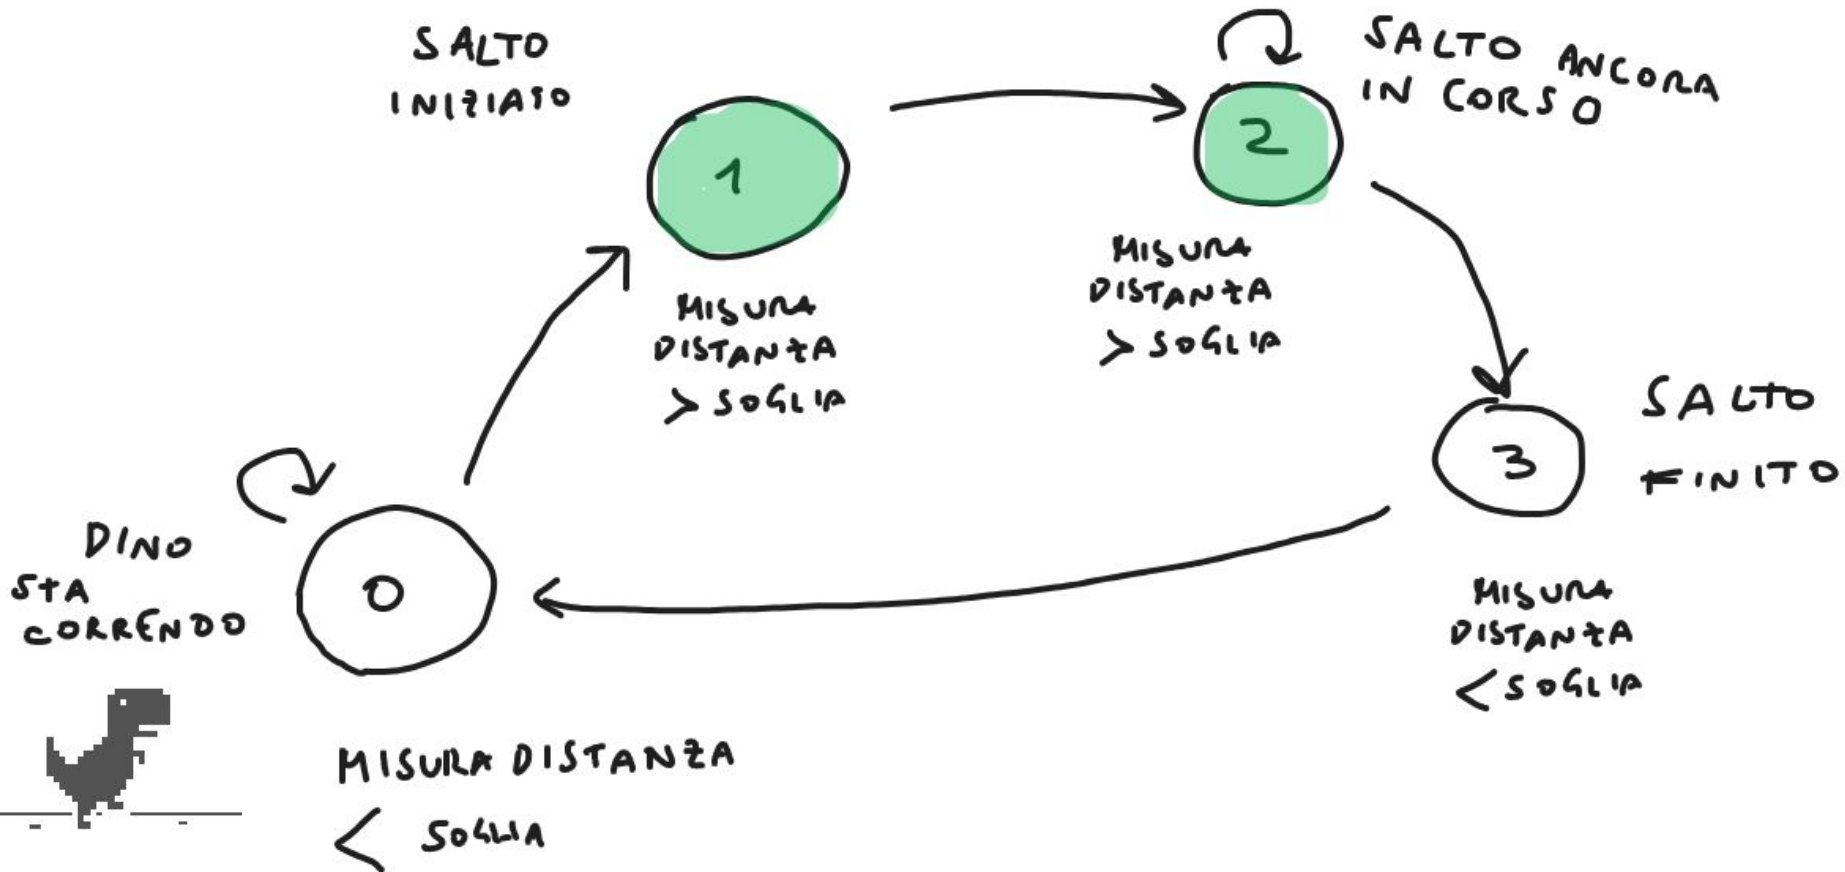 SALTO
INIZIATO
1
MISURA
DISTANZA
> SOGLIA
2
SALTO ANCORA
IN CORSO
MISURA
DISTANZA
> SOGLIA
3
SALTO
FINITO
MISURA
DISTANZA
< SOGLIA
DINO
STA
CORRENDO
0
MISURA DISTANZA
< SOGLIA